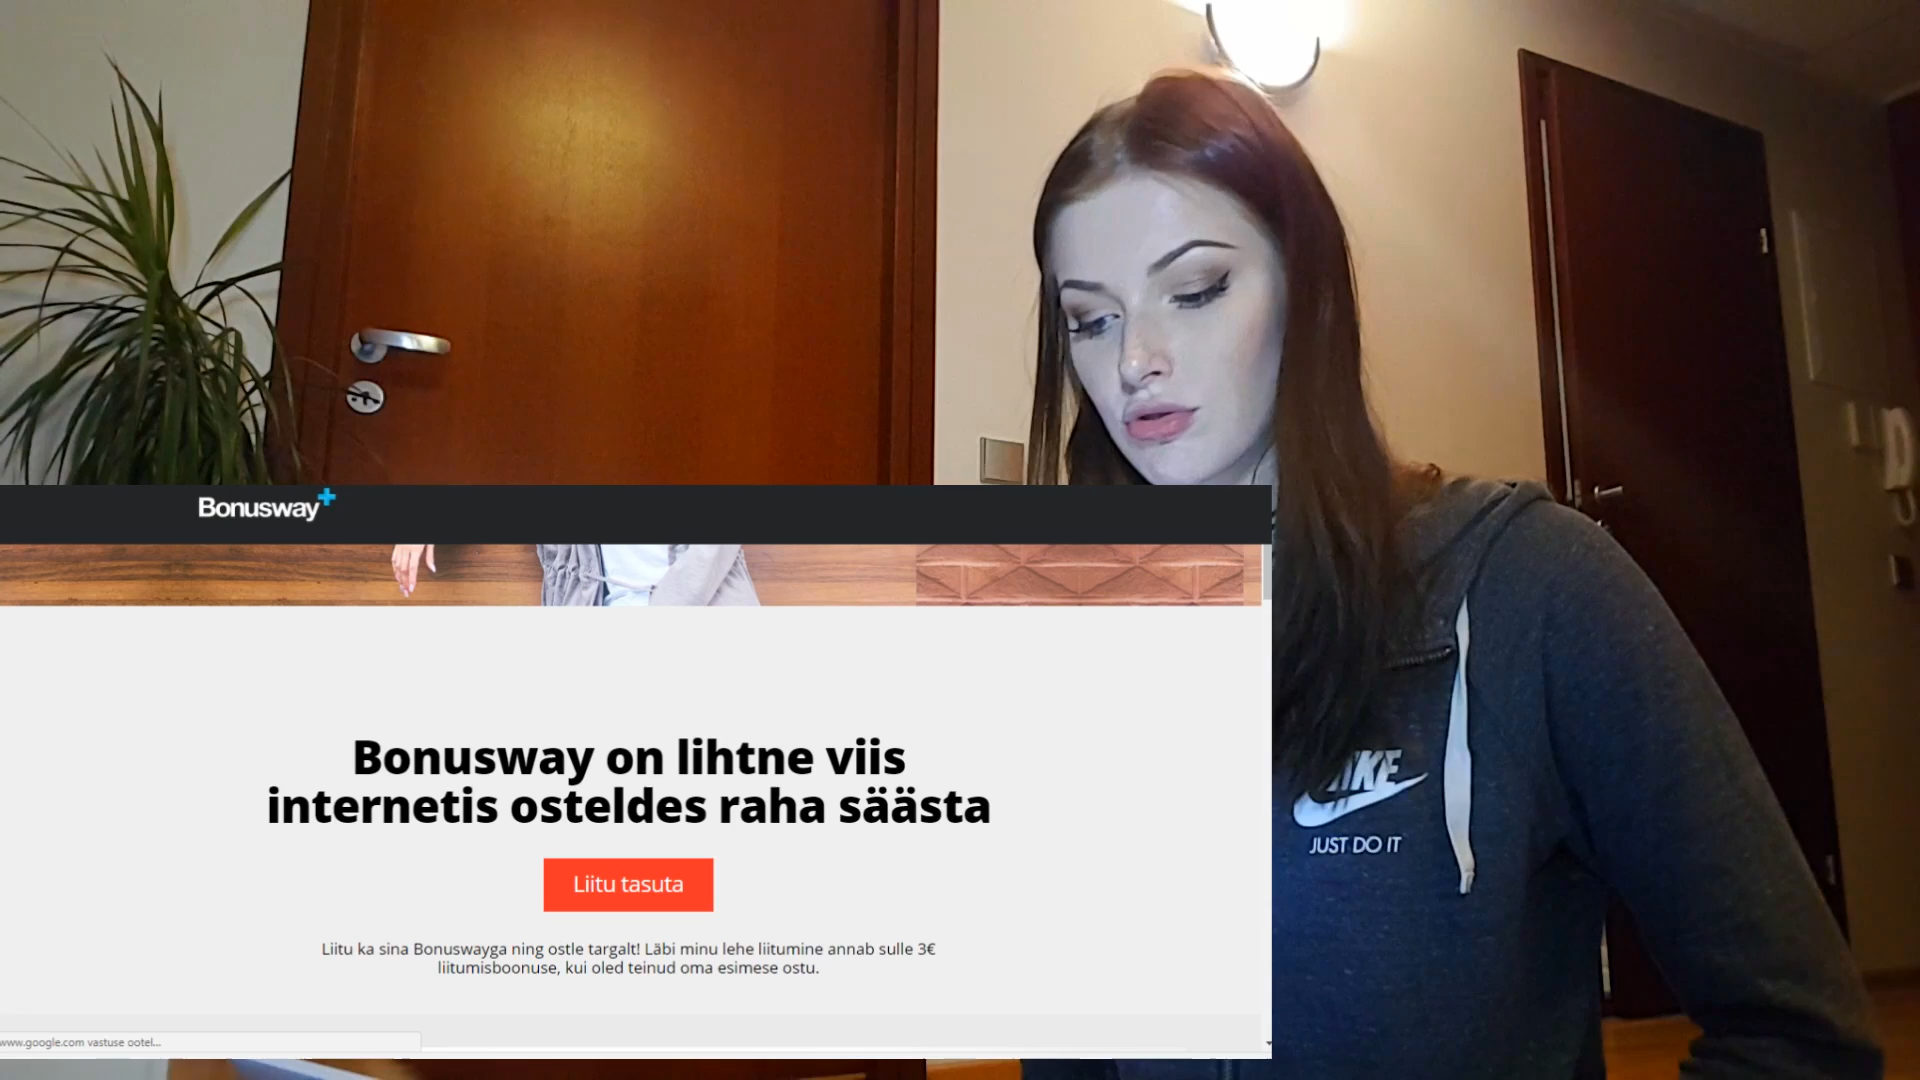 Bonusway
Bonusway on lihtne viis
internetis osteldes raha säästa
Liitu tasuta
Liitu ka sina Bonuswayga ning ostle targalt! Läbi minu lehe liitumine annab sulle 3€
liitumisboonuse, kui oled teinud oma esimese ostu.
www.google.com vastuse ootel...
JUST DO IT